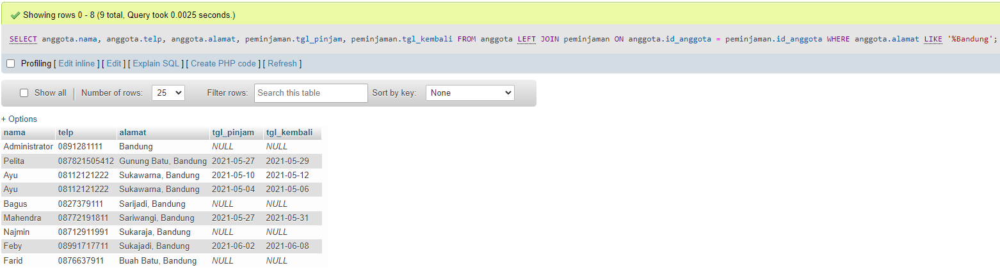 Showing rows 0 - 8 (9 total, Query took 0.0025 seconds.)
SELECT anggota.nama, anggota.telp, anggota.alamat, peminjaman.tgl_pinjam, peminjaman.tgl_kembali FROM anggota LEFT JOIN peminjaman ON anggota.id_anggota = peminjaman.id_anggota WHERE anggota.alamat LIKE '%Bandung';
Profiling [ Edit inline ] [ Edit ] [ Explain SQL ] [ Create PHP code ] [ Refresh ]
Show all | Number of rows: 25 Filter rows: Search this table Sort by key: None
+ Options
nama telp alamat tgl_pinjam tgl_kembali
Administrator 0891281111 Bandung NULL NULL
Pelita 087821505412 Gunung Batu, Bandung 2021-05-27 2021-05-29
Ayu 08112121222 Sukawarna, Bandung 2021-05-10 2021-05-12
Ayu 08112121222 Sukawarna, Bandung 2021-05-04 2021-05-06
Bagus 0827379111 Sarijadi, Bandung NULL NULL
Mahendra 08772191811 Sariwangi, Bandung 2021-05-27 2021-05-31
Najmin 08712911991 Sukaraja, Bandung NULL NULL
Feby 08991717711 Sukajadi, Bandung 2021-06-02 2021-06-08
Farid 0876637911 Buah Batu, Bandung NULL NULL